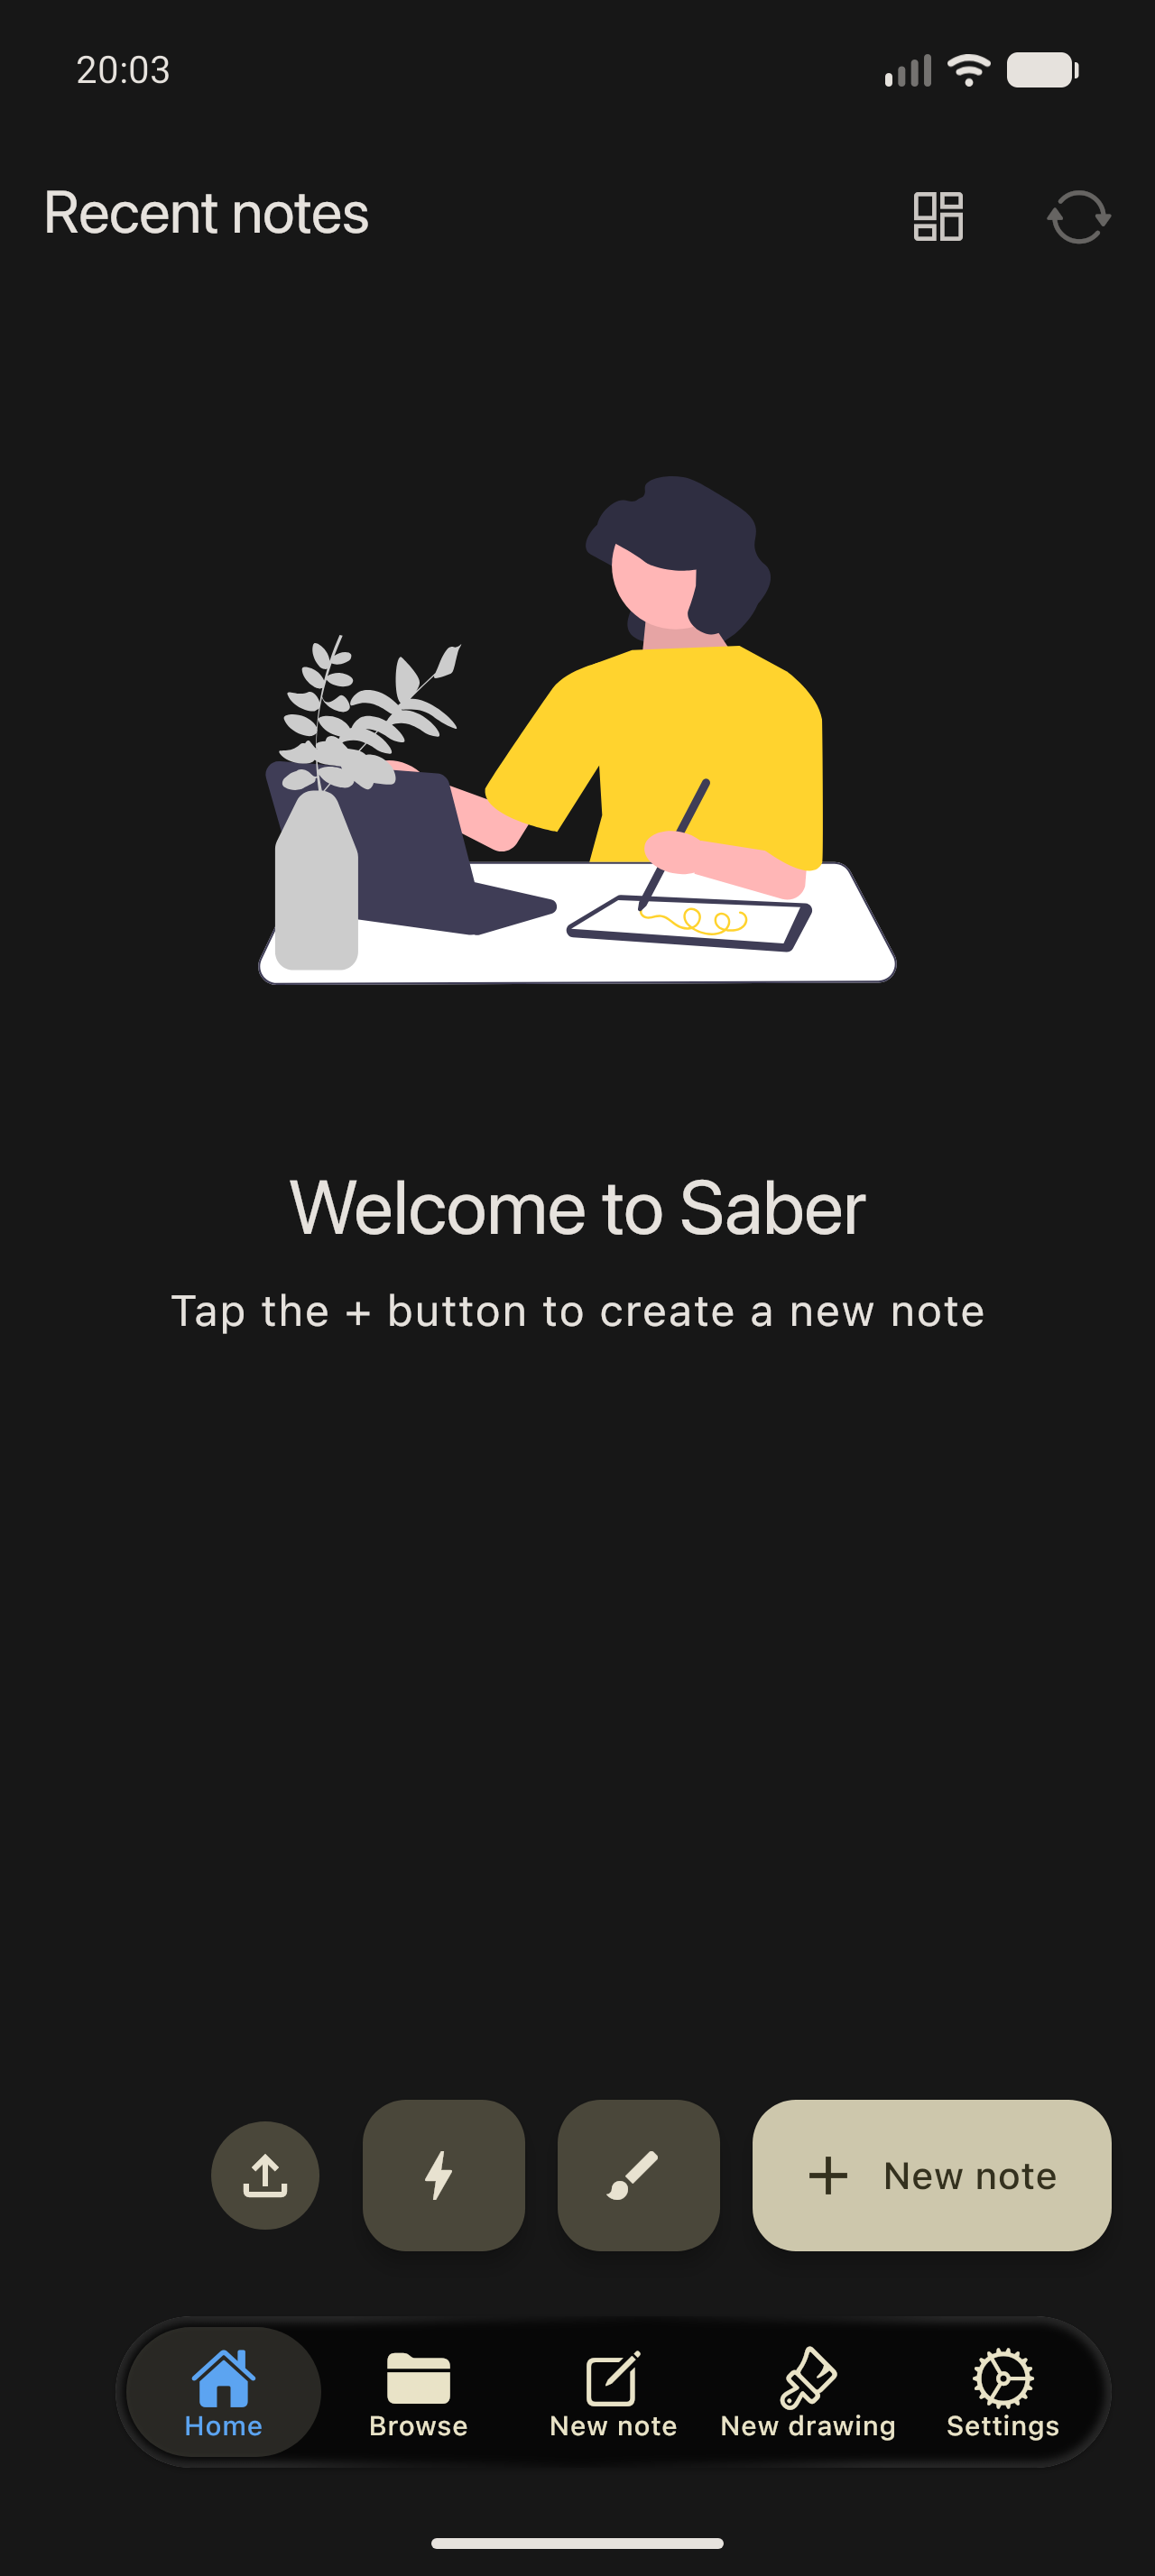 20:03
Recent notes
Welcome to Saber
Tap the + button to create a new note
New note
Home
Browse
New note
New drawing
Settings